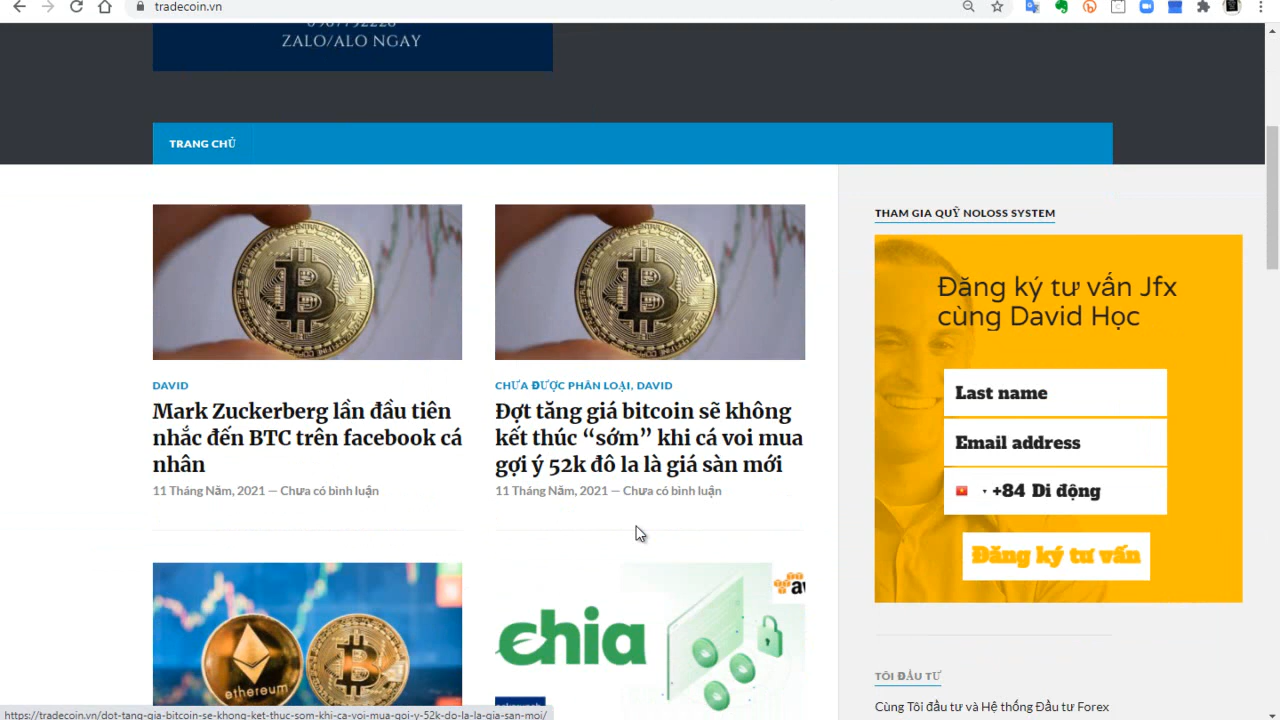 tradecoin.vn
ZALO/ALO NGAY
TRANG CHỦ
DAVID
Mark Zuckerberg lần đầu tiên
nhắc đến BTC trên facebook cá
nhân
11 Tháng Năm, 2021 — Chưa có bình luận
CHƯA ĐƯỢC PHÂN LOẠI, DAVID
Đợt tăng giá bitcoin sẽ không
kết thúc “sớm” khi cá voi mua
gợi ý 52k đô la là giá sàn mới
11 Tháng Năm, 2021 — Chưa có bình luận
ethereum
chia
THAM GIA QUỸ NOLOSS SYSTEM
Đăng ký tư vấn Jfx
cùng David Học
Last name
Email address
+84 Di động
Đăng ký tư vấn
TÔI ĐẦU TƯ
Cùng Tôi đầu tư và Hệ thống Đầu tư Forex
https://tradecoin.vn/dot-tang-gia-bitcoin-se-khong-ket-thuc-som-khi-ca-voi-mua-goi-y-52k-do-la-la-gia-san-moi/